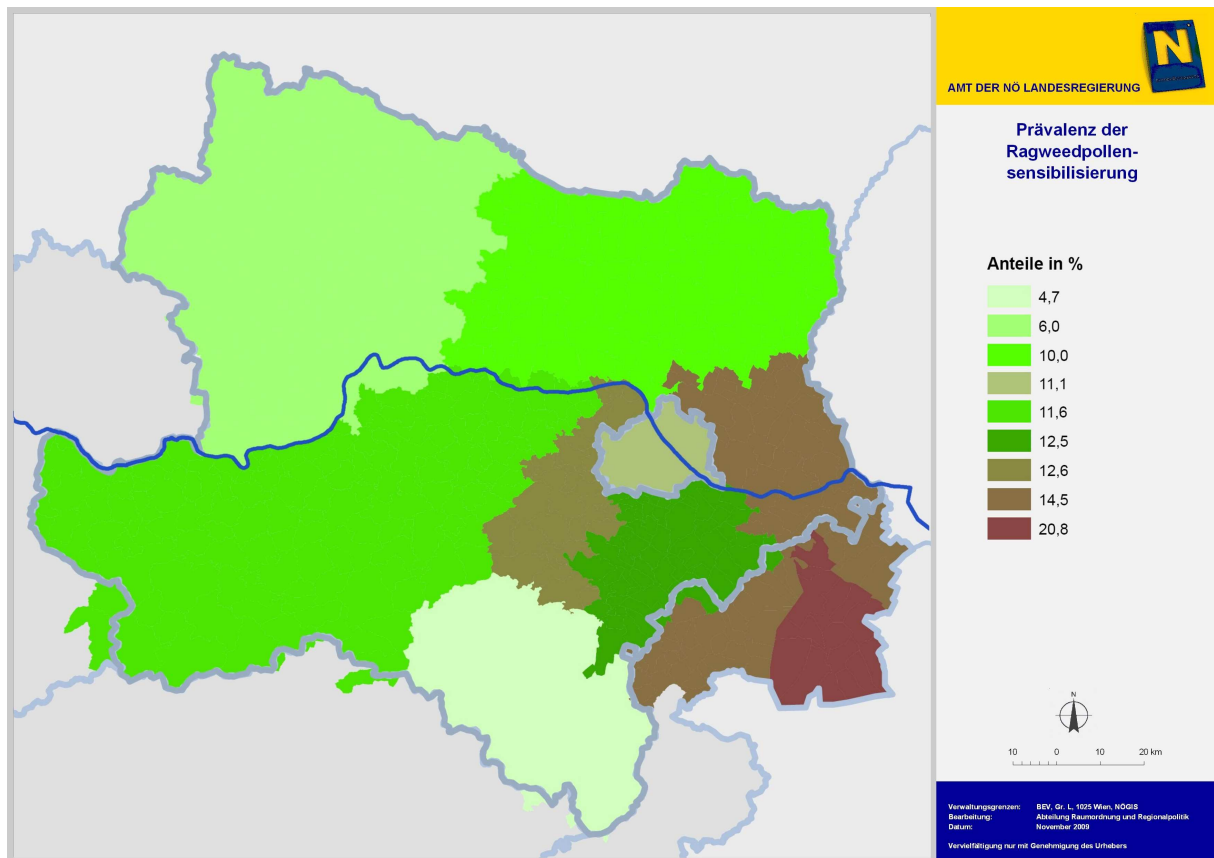 N
AMT DER NÖ LANDESREGIERUNG
Prävalenz der
Ragweedpollen-
sensibilisierung
Anteile in %
4,7
6,0
10,0
11,1
11,6
12,5
12,6
14,5
20,8
N
10 0 10 20 km
Verwaltungsgrenzen: BEV, Gr. L, 1025 Wien, NÖGIS
Bearbeitung: Abteilung Raumordnung und Regionalpolitik
Datum: November 2009
Vervielfältigung nur mit Genehmigung des Urhebers